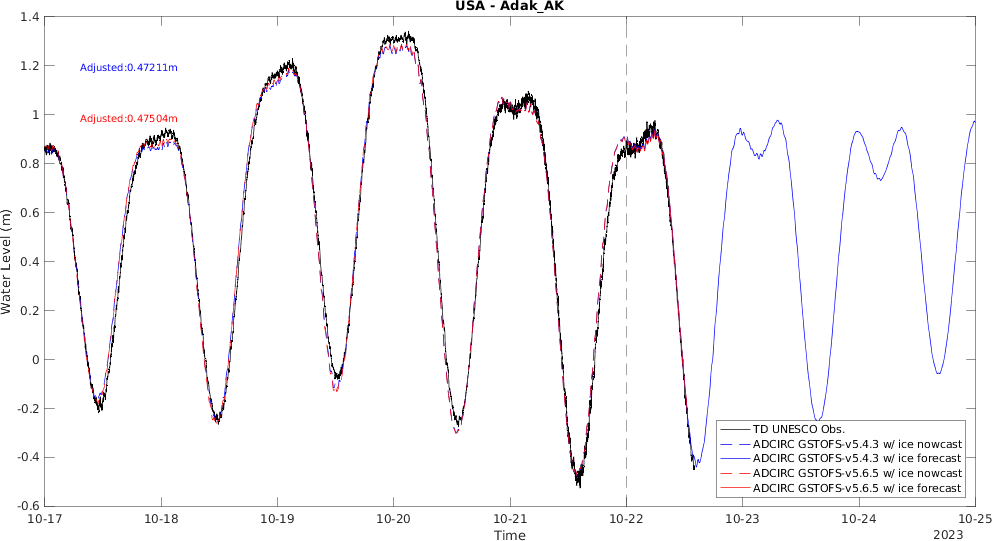 USA - Adak_AK
1.4
1.2
1
0.8
0.6
0.4
0.2
0
-0.2
-0.4
-0.6
Water Level (m)
Adjusted:0.47211m
Adjusted:0.47504m
TD UNESCO Obs.
ADCIRC GSTOFS-v5.4.3 w/ ice nowcast
ADCIRC GSTOFS-v5.4.3 w/ ice forecast
ADCIRC GSTOFS-v5.6.5 w/ ice nowcast
ADCIRC GSTOFS-v5.6.5 w/ ice forecast
10-17 10-18 10-19 10-20 10-21 10-22 10-23 10-24 10-25
Time
2023